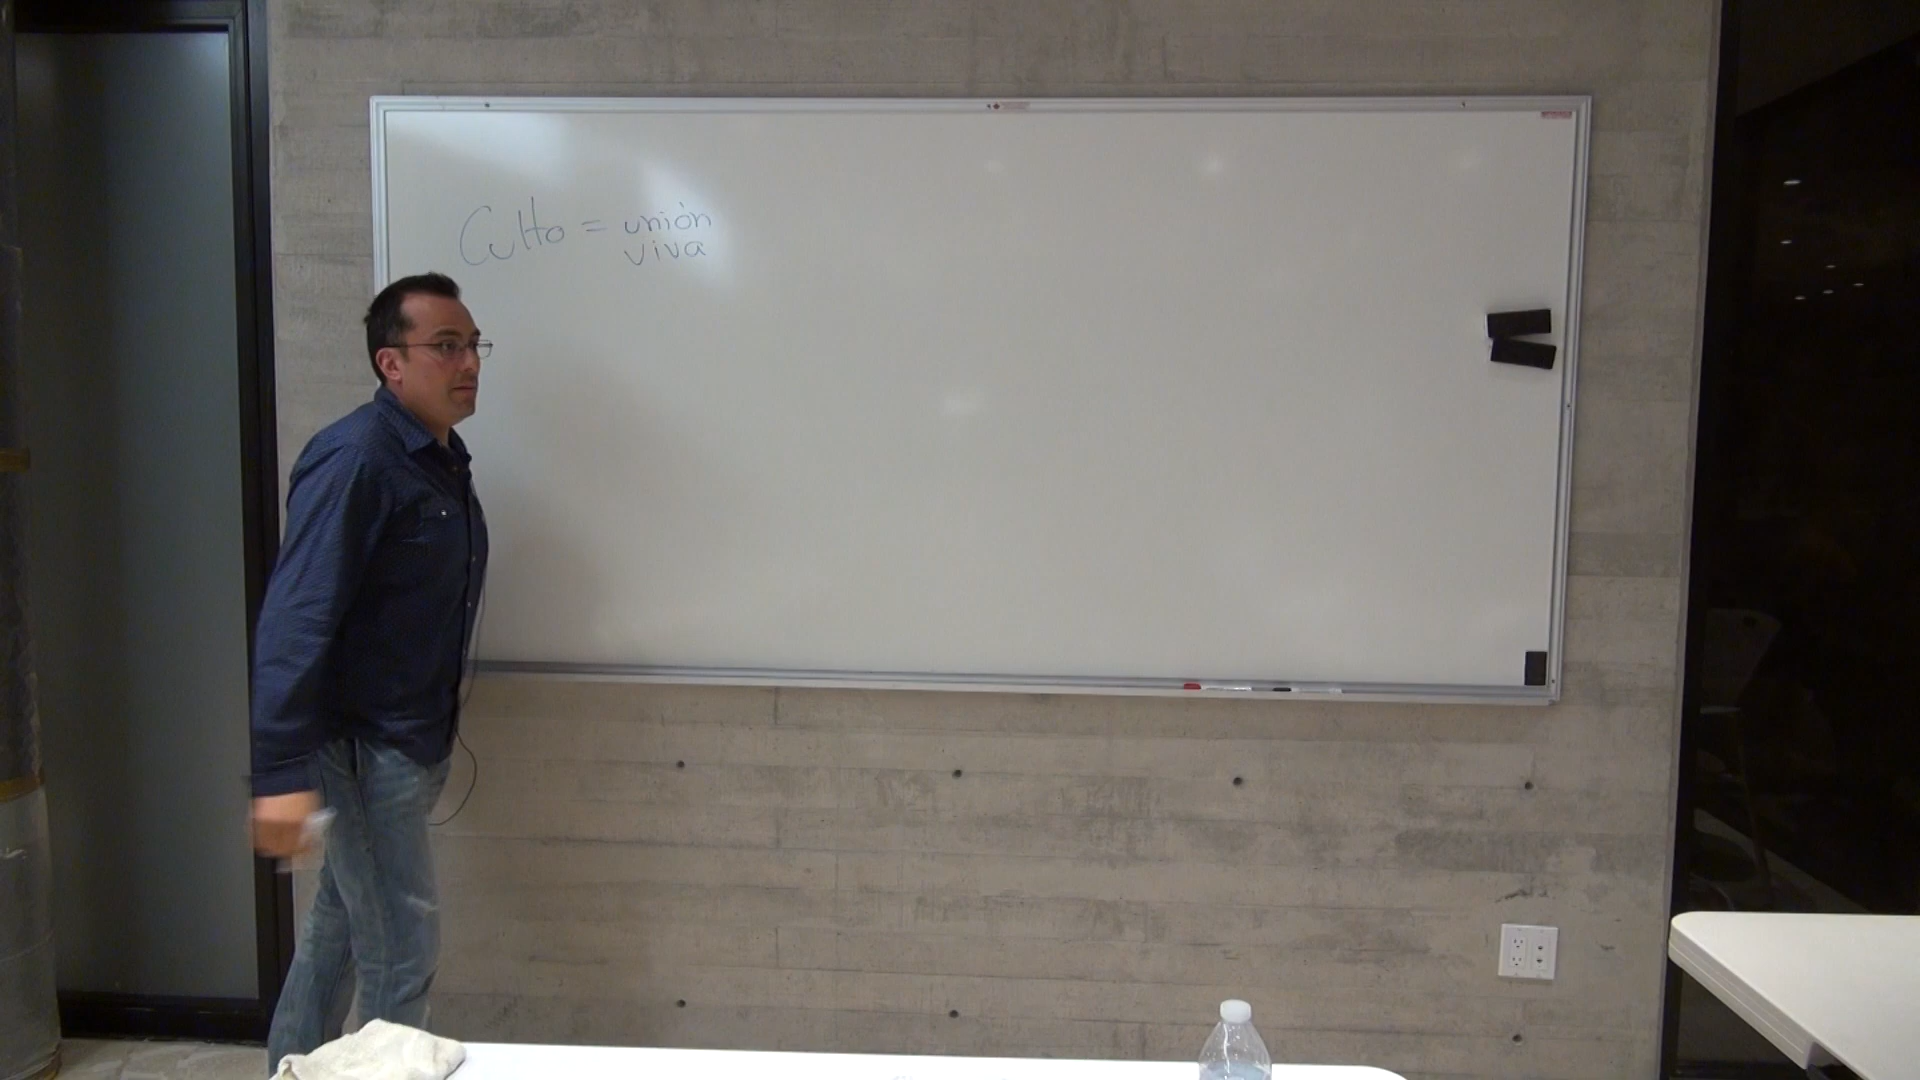 Culto = unión
viva